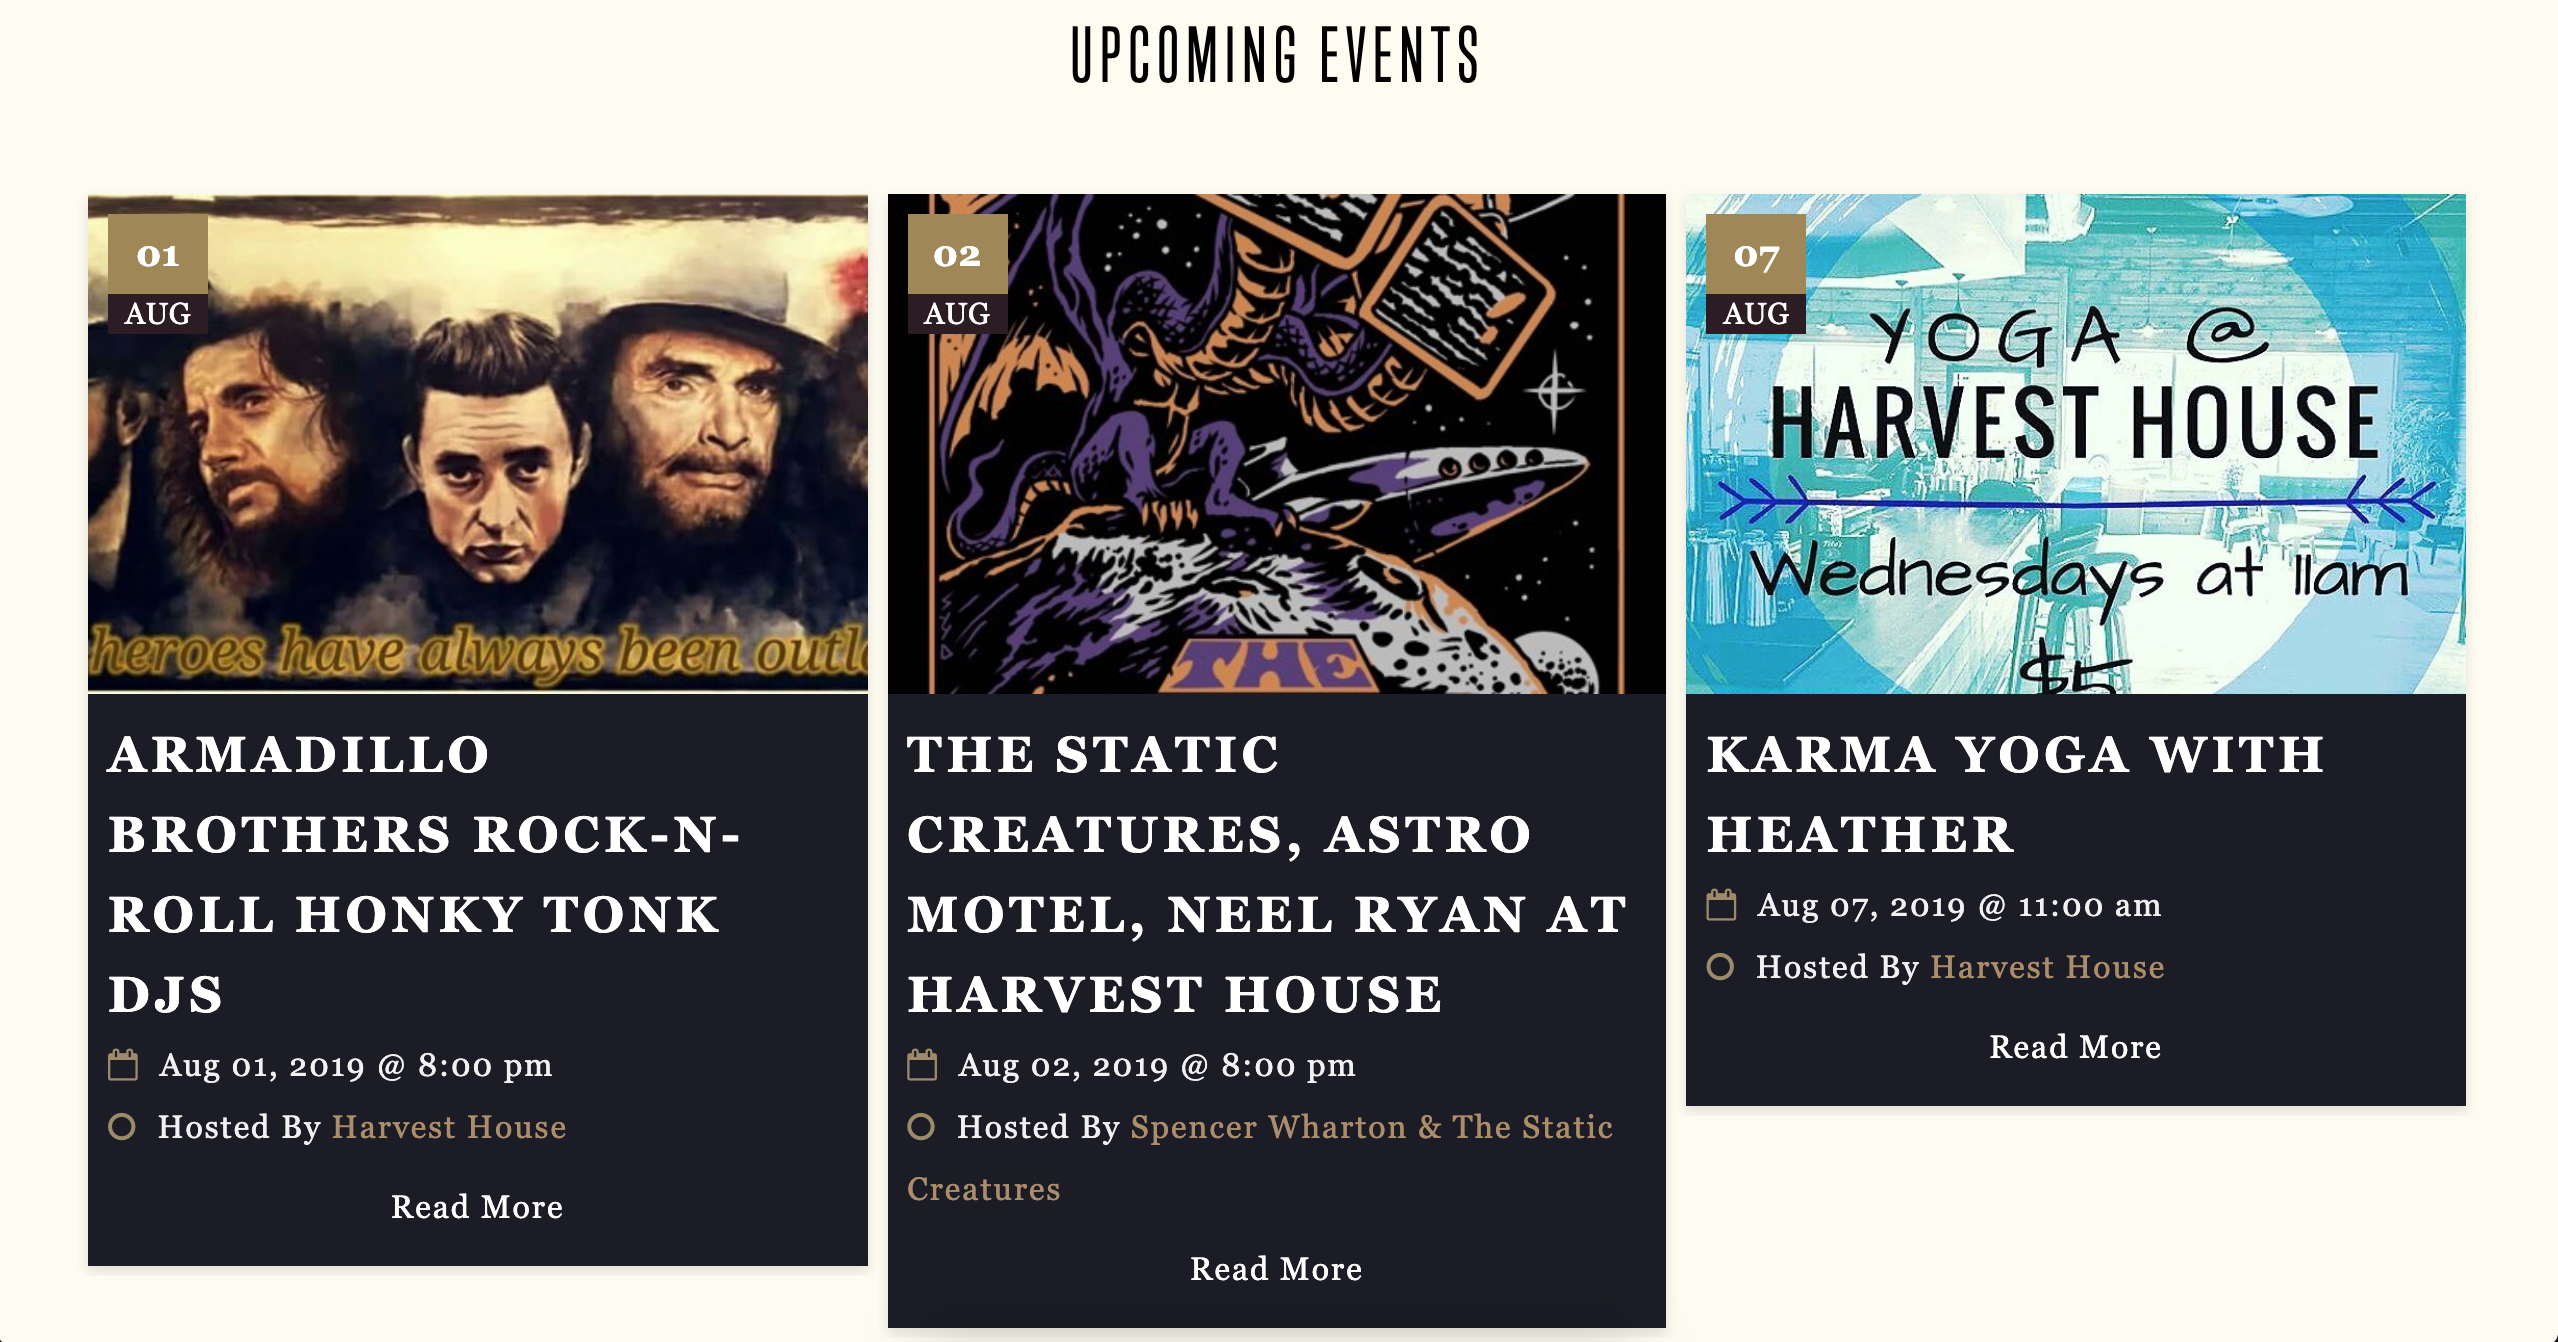 UPCOMING EVENTS
01
AUG
heroes have always been
ARMADILLO
BROTHERS ROCK-N-
ROLL HONKY TONK
DJS
Aug 01, 2019 @ 8:00 pm
Hosted By Harvest House
Read More
02
AUG
THE
THE STATIC
CREATURES, ASTRO
MOTEL, NEEL RYAN AT
HARVEST HOUSE
Aug 02, 2019 @ 8:00 pm
Hosted By Spencer Wharton & The Static
Creatures
Read More
07
AUG
YOGA @
HARVEST HOUSE
Wednesdays at 11am
$5
KARMA YOGA WITH
HEATHER
Aug 07, 2019 @ 11:00 am
Hosted By Harvest House
Read More